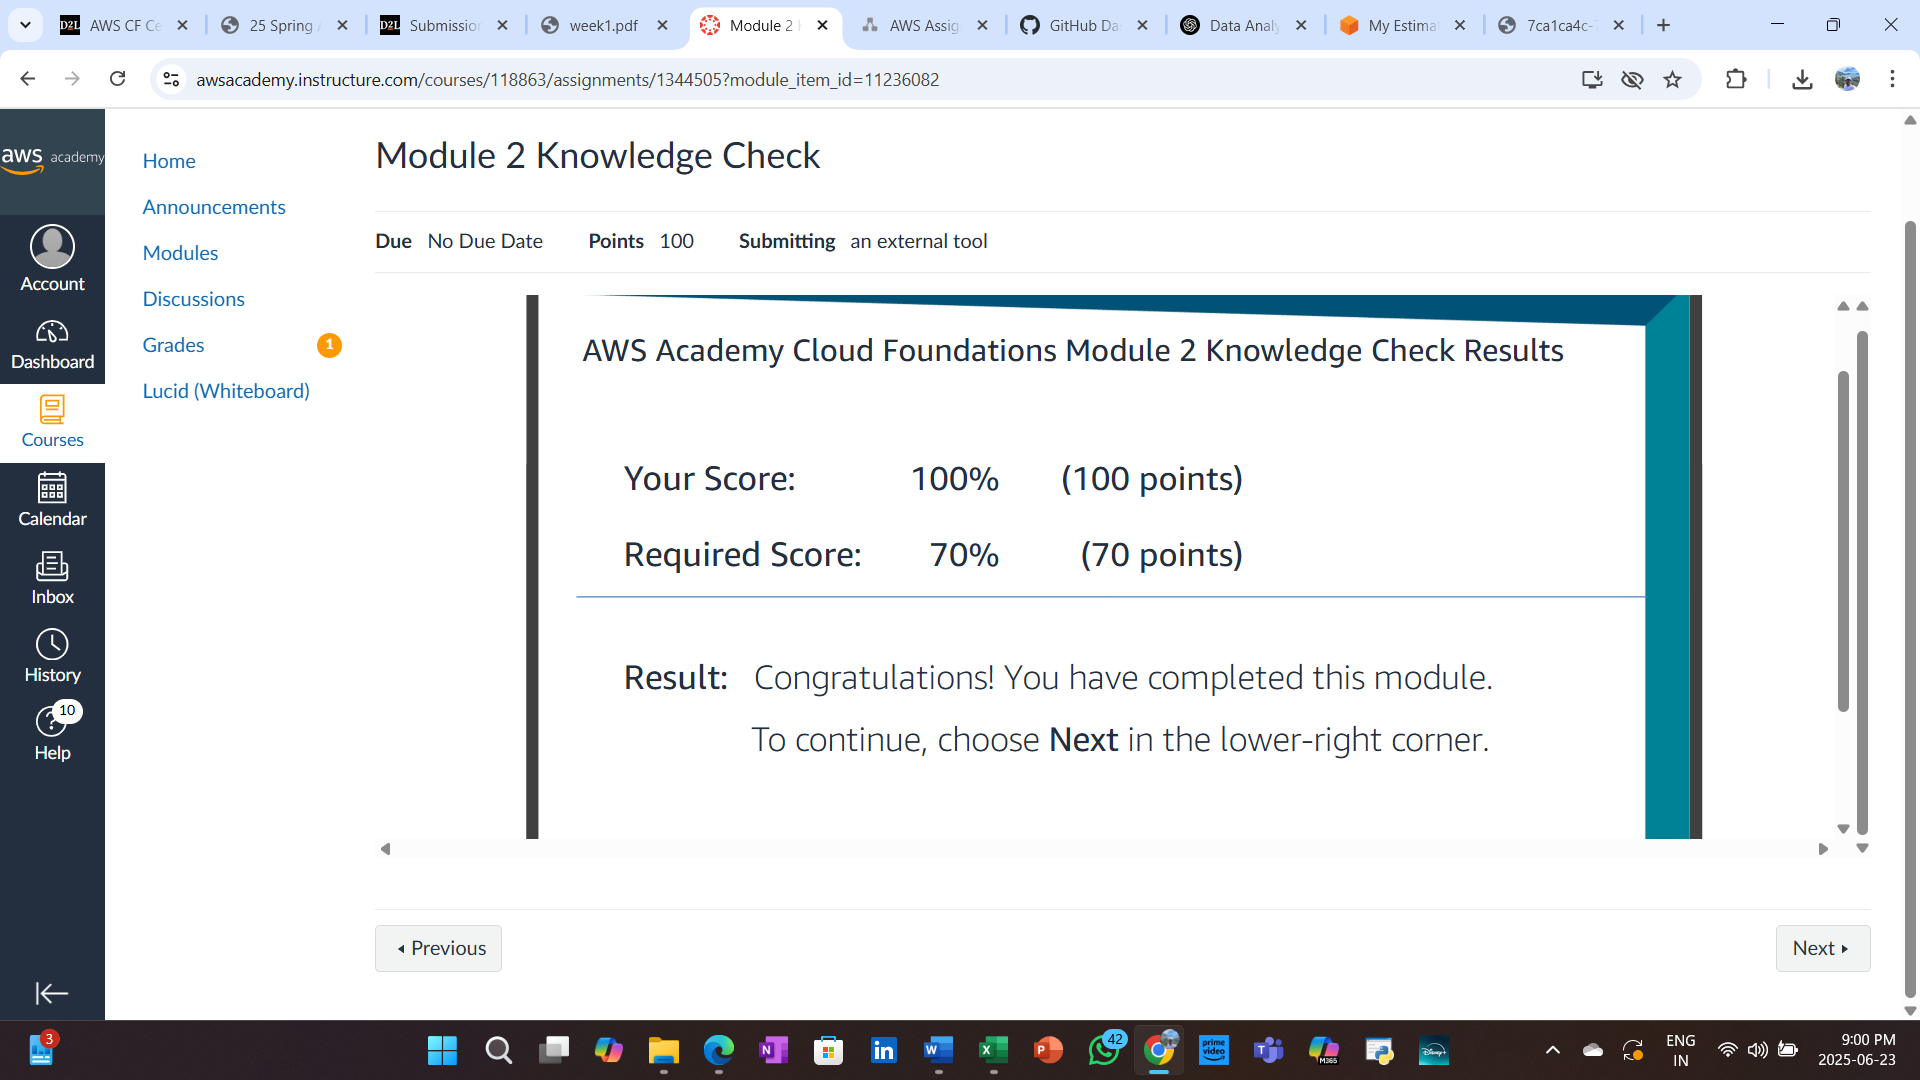 AWS CF Ce
25 Spring
Submission
week1.pdf
Module 2
AWS Assig
GitHub Da
Data Analy
My Estima
7ca1ca4c-
awsacademy.instructure.com/courses/118863/assignments/1344505?module_item_id=11236082
aws academy
Account
Dashboard
Courses
Calendar
Inbox
History
10
Help
Home
Announcements
Modules
Discussions
Grades 1
Lucid (Whiteboard)
Module 2 Knowledge Check
Due No Due Date Points 100 Submitting an external tool
AWS Academy Cloud Foundations Module 2 Knowledge Check Results
Your Score: 100% (100 points)
Required Score: 70% (70 points)
Result: Congratulations! You have completed this module.
To continue, choose Next in the lower-right corner.
Previous
Next
3
42
prime video
M365
Disney+
ENG
IN
9:00 PM
2025-06-23